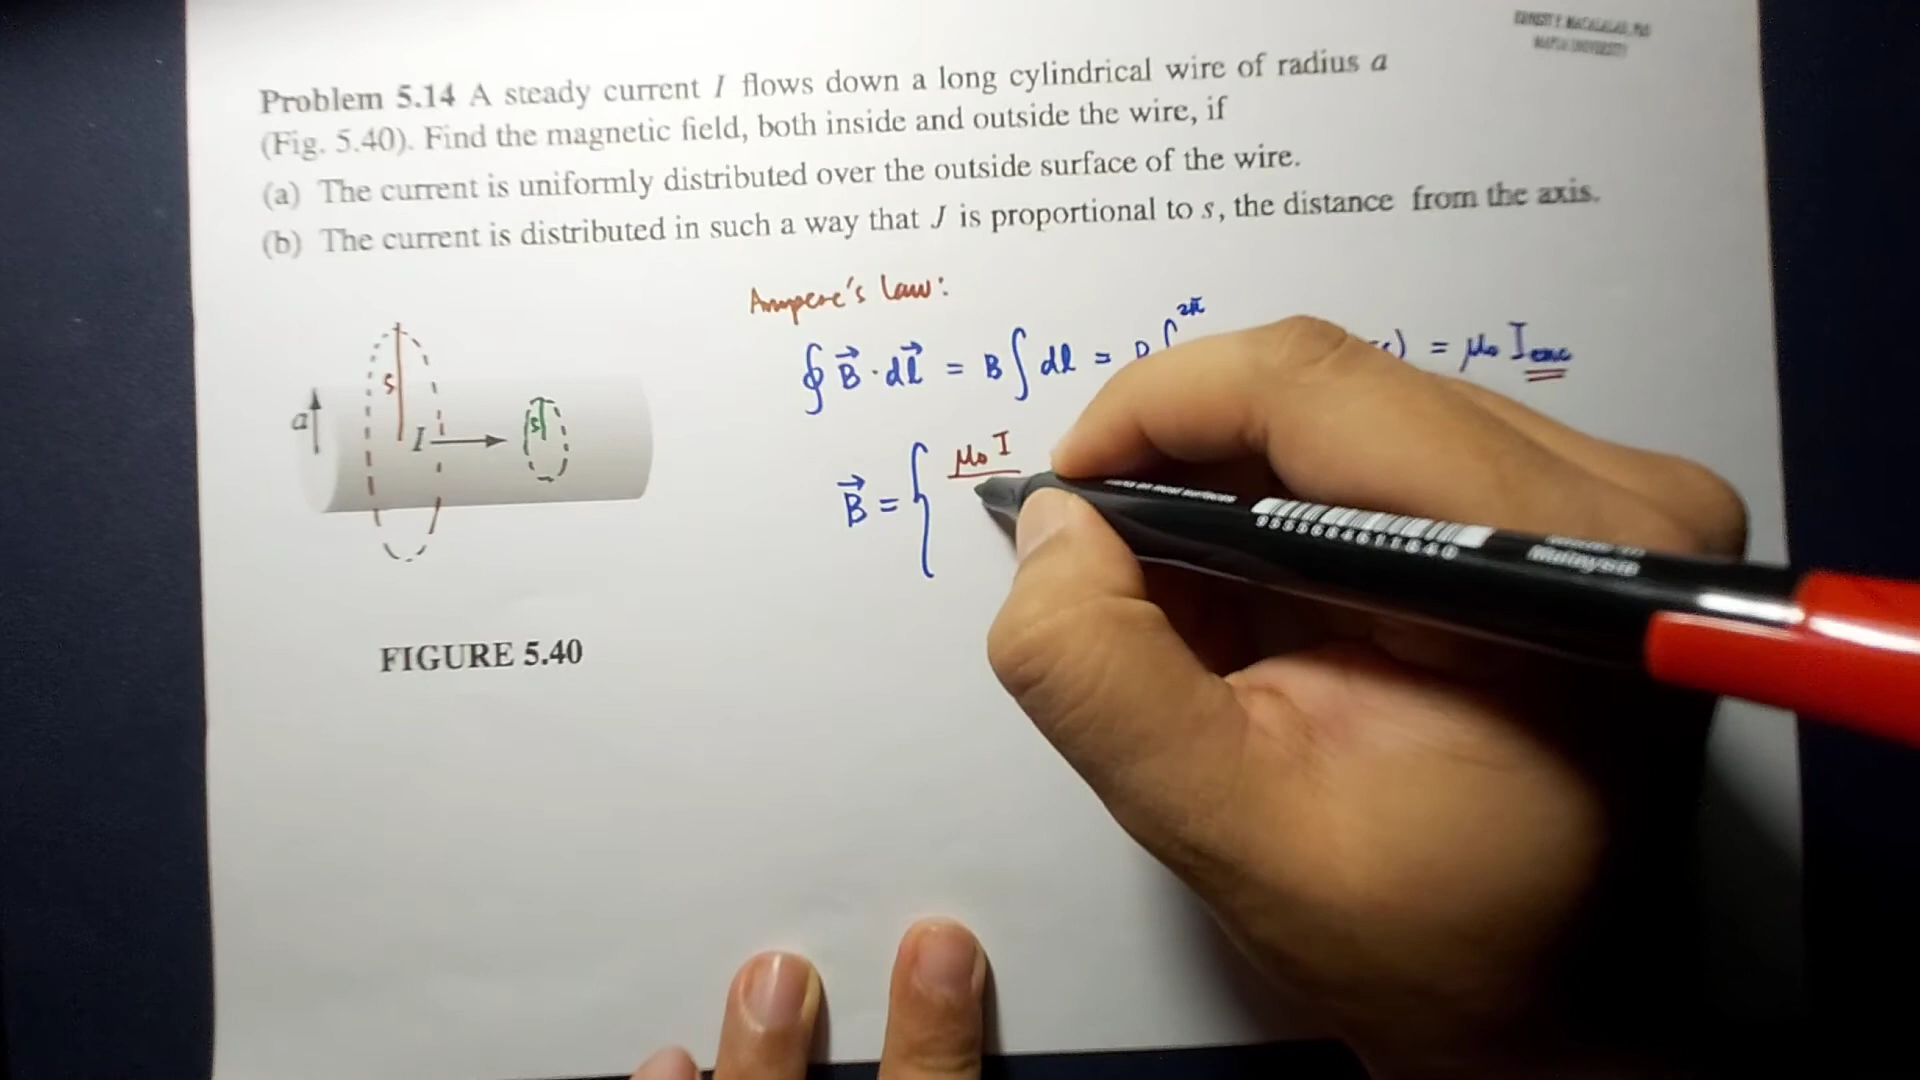 Problem 5.14 A steady current I flows down a long cylindrical wire of radius a
(Fig. 5.40). Find the magnetic field, both inside and outside the wire, if
(a) The current is uniformly distributed over the outside surface of the wire.
(b) The current is distributed in such a way that J is proportional to s, the distance from the axis.
Ampere's law:
∮ B⃗ · dl⃗ = B ∫ dl = 2π ) = μ₀ I_enc
B⃗ = { μ₀ I
s
a
I
s
FIGURE 5.40
9555684611640
Malaysia